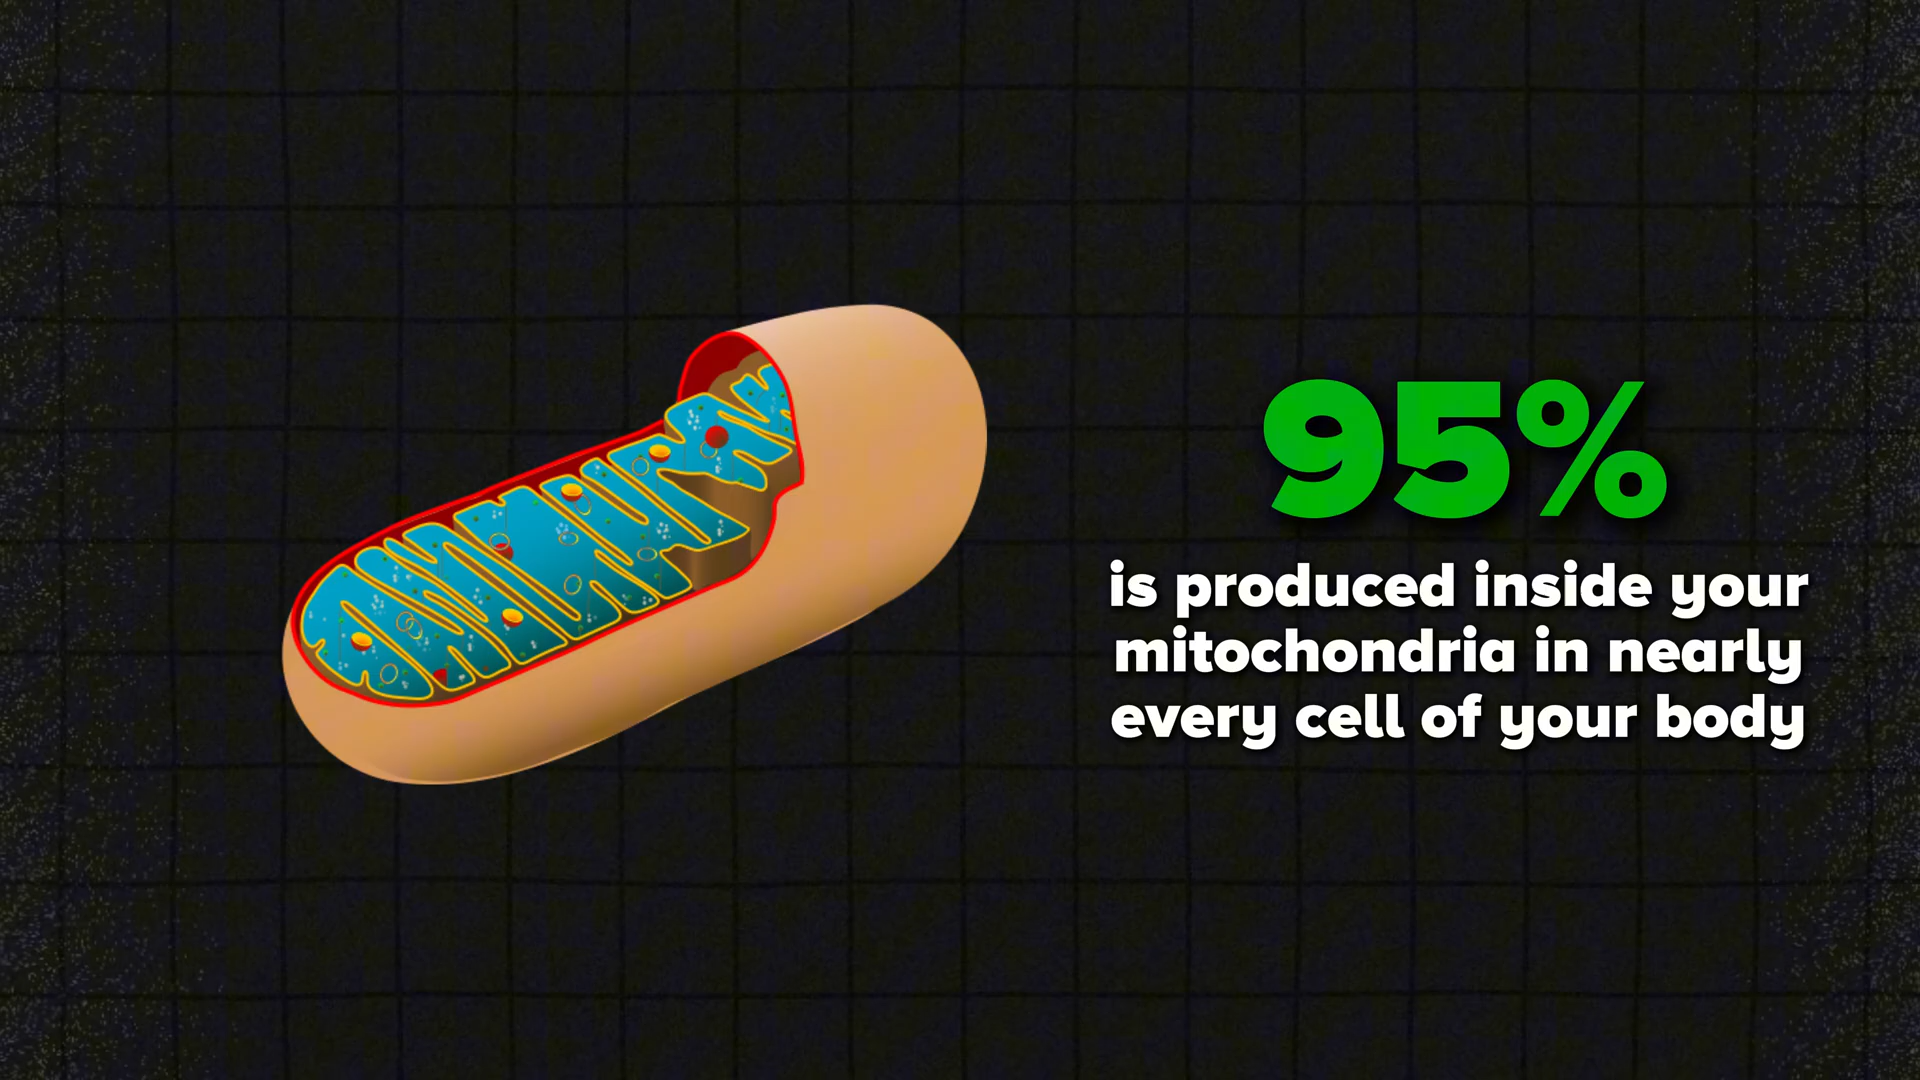 95%
is produced inside your
mitochondria in nearly
every cell of your body